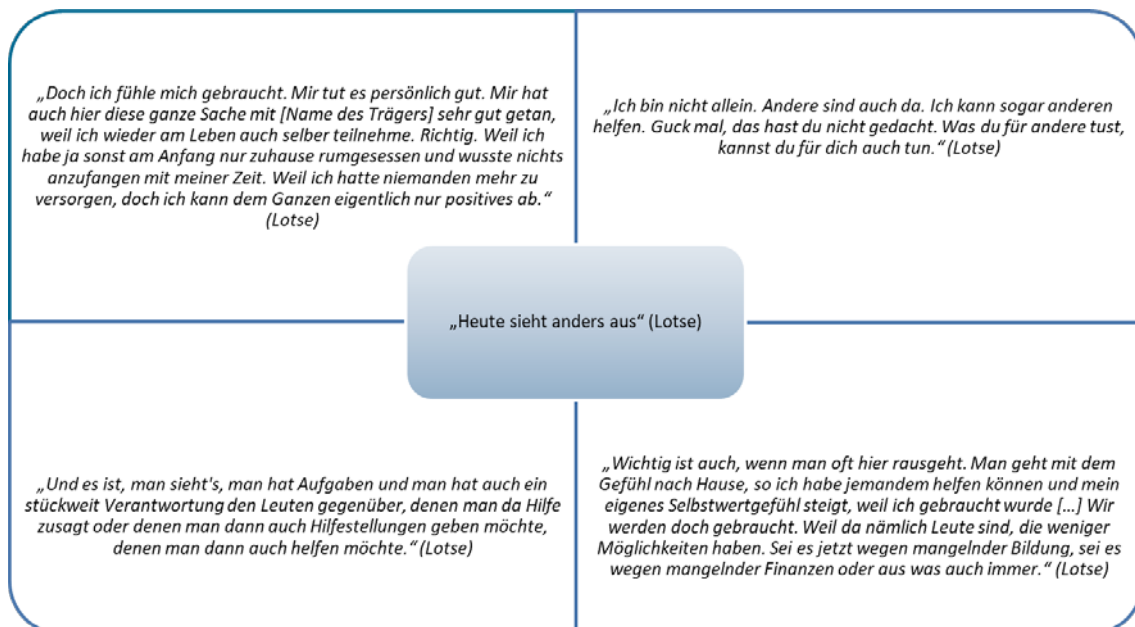 „Doch ich fühle mich gebraucht. Mir tut es persönlich gut. Mir hat
auch hier diese ganze Sache mit [Name des Trägers] sehr gut getan,
weil ich wieder am Leben auch selber teilnehme. Richtig. Weil ich
habe ja sonst am Anfang nur zuhause rumgesessen und wusste nichts
anzufangen mit meiner Zeit. Weil ich hatte niemanden mehr zu
versorgen, doch ich kann dem Ganzen eigentlich nur positives ab.“
(Lotse)
„Ich bin nicht allein. Andere sind auch da. Ich kann sogar anderen
helfen. Guck mal, das hast du nicht gedacht. Was du für andere tust,
kannst du für dich auch tun.“ (Lotse)
„Heute sieht anders aus“ (Lotse)
„Und es ist, man sieht's, man hat Aufgaben und man hat auch ein
stückweit Verantwortung den Leuten gegenüber, denen man da Hilfe
zusagt oder denen man dann auch Hilfestellungen geben möchte,
denen man dann auch helfen möchte.“ (Lotse)
„Wichtig ist auch, wenn man oft hier rausgeht. Man geht mit dem
Gefühl nach Hause, so ich habe jemandem helfen können und mein
eigenes Selbstwertgefühl steigt, weil ich gebraucht wurde [...] Wir
werden doch gebraucht. Weil da nämlich Leute sind, die weniger
Möglichkeiten haben. Sei es jetzt wegen mangelnder Bildung, sei es
wegen mangelnder Finanzen oder aus was auch immer.“ (Lotse)